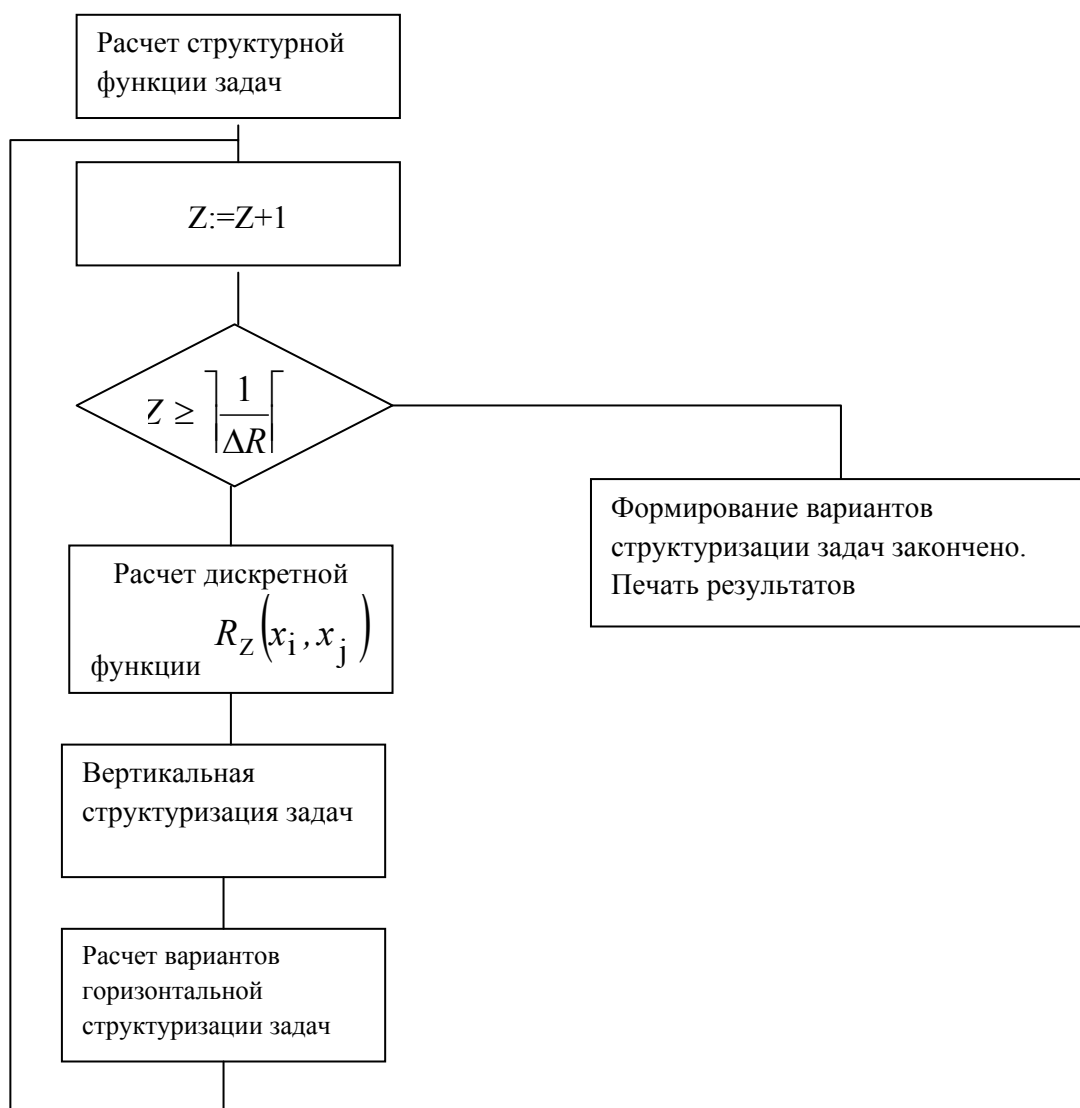 Расчет структурной
функции задач
Z:=Z+1
Z ≥ ⌉1/ΔR⌈
Расчет дискретной
функции R_Z(x_i, x_j)
Вертикальная
структуризация задач
Расчет вариантов
горизонтальной
структуризации задач
Формирование вариантов
структуризации задач закончено.
Печать результатов